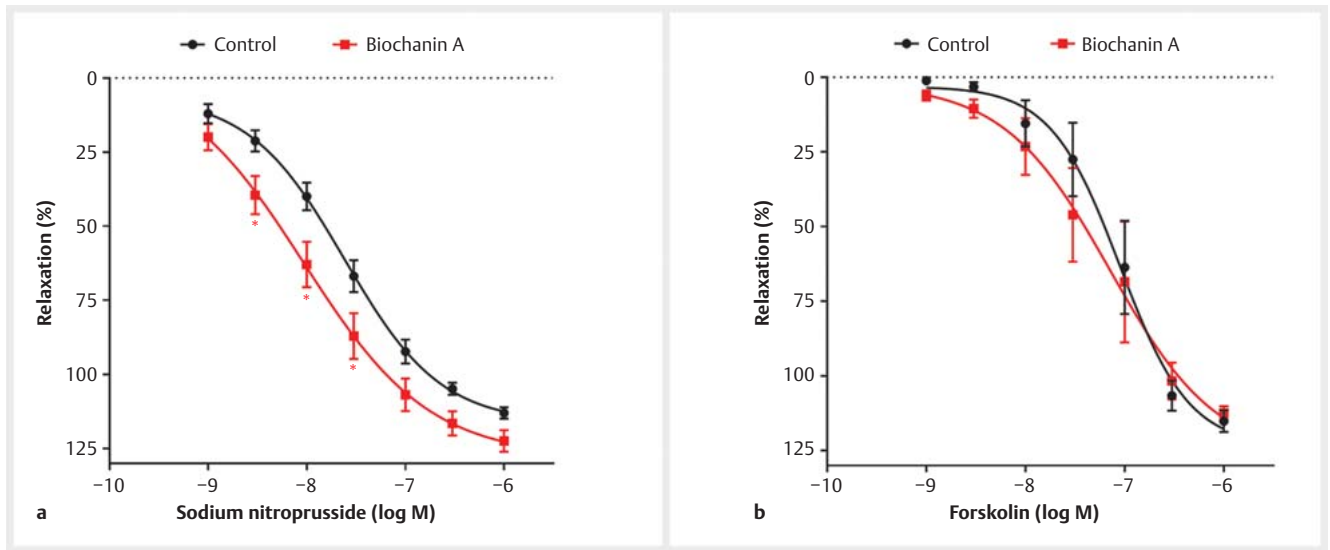 Control Biochanin A
0
25
50
75
100
125
Relaxation (%)
*
*
*
−10 −9 −8 −7 −6
a Sodium nitroprusside (log M)
Control Biochanin A
0
25
50
75
100
125
Relaxation (%)
−10 −9 −8 −7 −6
b Forskolin (log M)